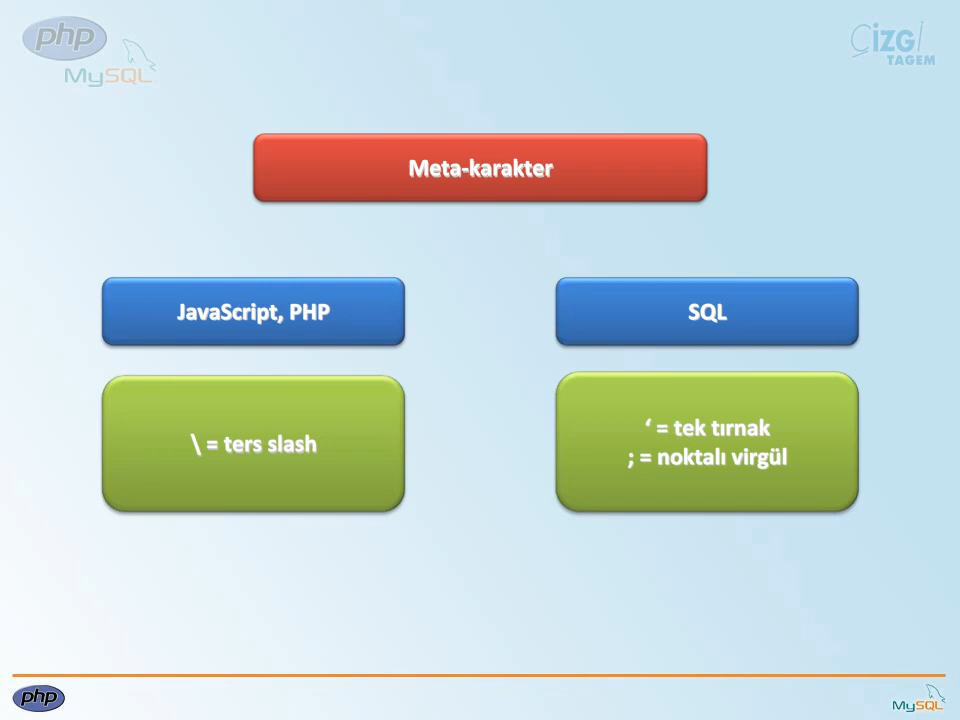 php
MySQL
ÇizGi
TAGEM
Meta-karakter
JavaScript, PHP
SQL
\ = ters slash
‘ = tek tırnak
; = noktalı virgül
php
MySQL